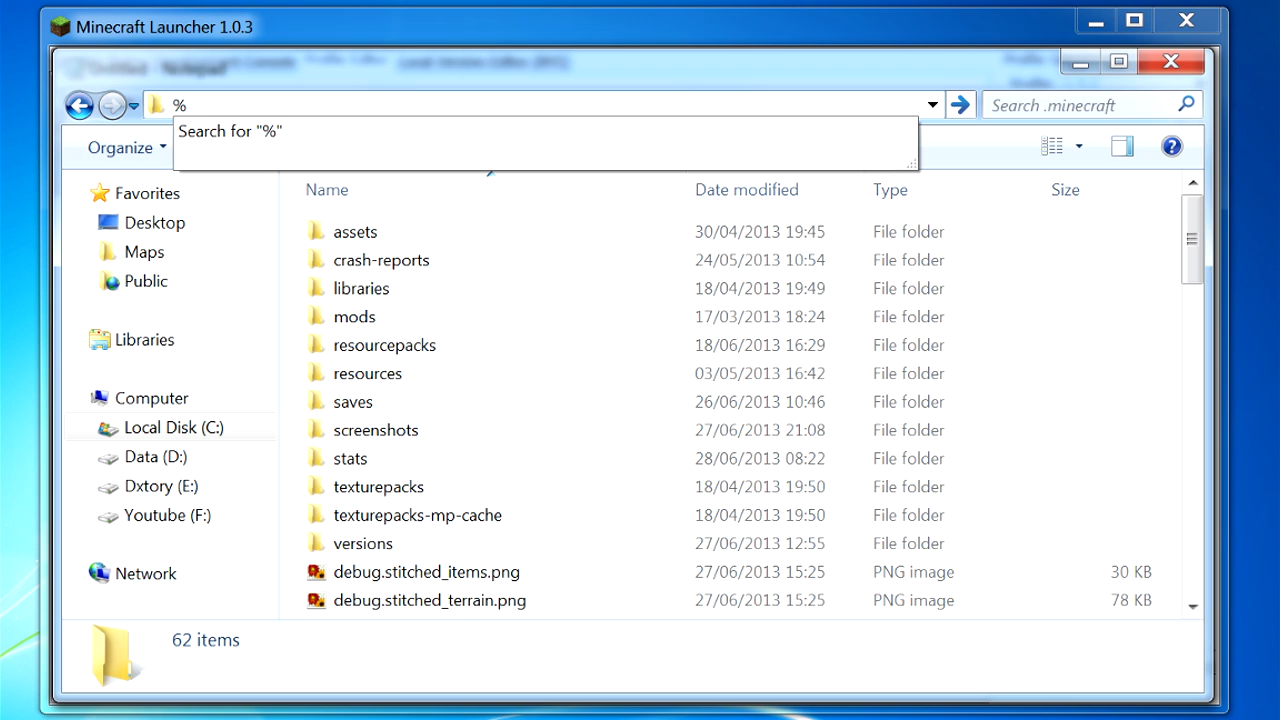 Minecraft Launcher 1.0.3
Untitled - Notepad
%
Search .minecraft
Search for "%"
Organize
Favorites
Desktop
Maps
Public
Libraries
Computer
Local Disk (C:)
Data (D:)
Dxtory (E:)
Youtube (F:)
Network
Name Date modified Type Size
assets 30/04/2013 19:45 File folder
crash-reports 24/05/2013 10:54 File folder
libraries 18/04/2013 19:49 File folder
mods 17/03/2013 18:24 File folder
resourcepacks 18/06/2013 16:29 File folder
resources 03/05/2013 16:42 File folder
saves 26/06/2013 10:46 File folder
screenshots 27/06/2013 21:08 File folder
stats 28/06/2013 08:22 File folder
texturepacks 18/04/2013 19:50 File folder
texturepacks-mp-cache 18/04/2013 19:50 File folder
versions 27/06/2013 12:55 File folder
debug.stitched_items.png 27/06/2013 15:25 PNG image 30 KB
debug.stitched_terrain.png 27/06/2013 15:25 PNG image 78 KB
62 items